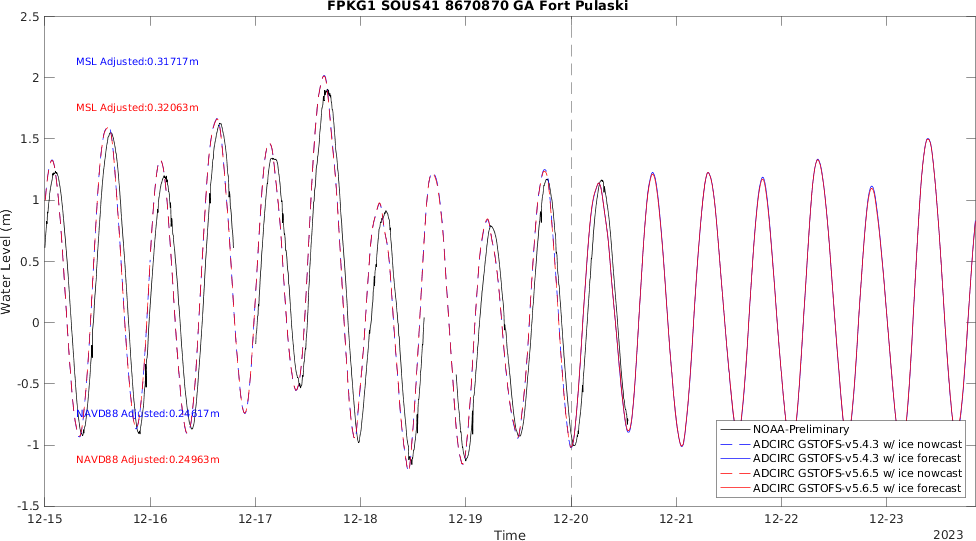 FPKG1 SOUS41 8670870 GA Fort Pulaski
2.5
2
1.5
1
0.5
0
-0.5
-1
-1.5
Water Level (m)
MSL Adjusted:0.31717m
MSL Adjusted:0.32063m
NAVD88 Adjusted:0.24617m
NAVD88 Adjusted:0.24963m
NOAA-Preliminary
ADCIRC GSTOFS-v5.4.3 w/ ice nowcast
ADCIRC GSTOFS-v5.4.3 w/ ice forecast
ADCIRC GSTOFS-v5.6.5 w/ ice nowcast
ADCIRC GSTOFS-v5.6.5 w/ ice forecast
12-15 12-16 12-17 12-18 12-19 12-20 12-21 12-22 12-23
Time
2023